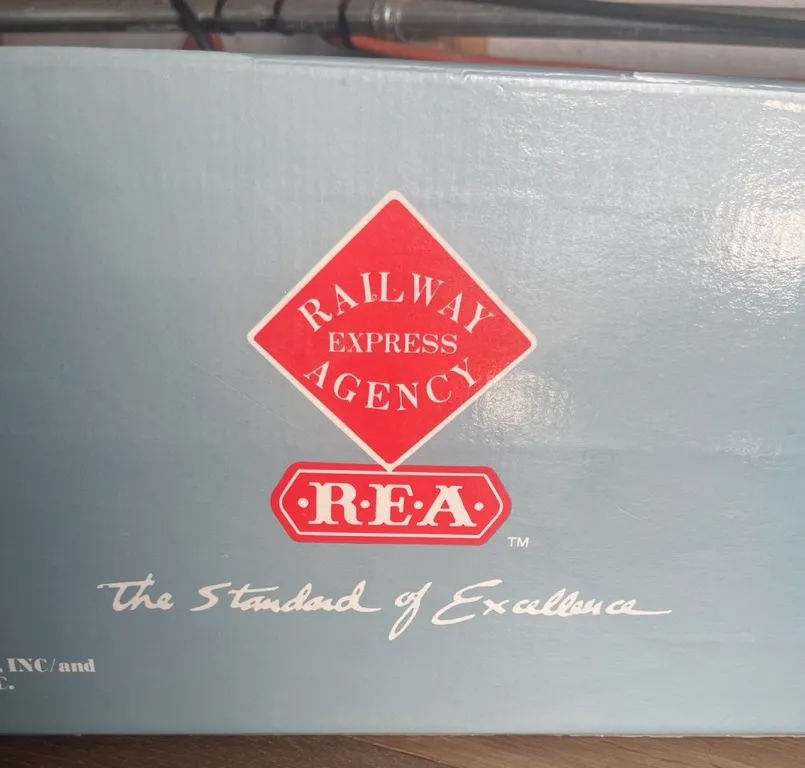 RAILWAY
EXPRESS
AGENCY
·R·E·A·
TM
The Standard of Excellence
, INC/and
C.